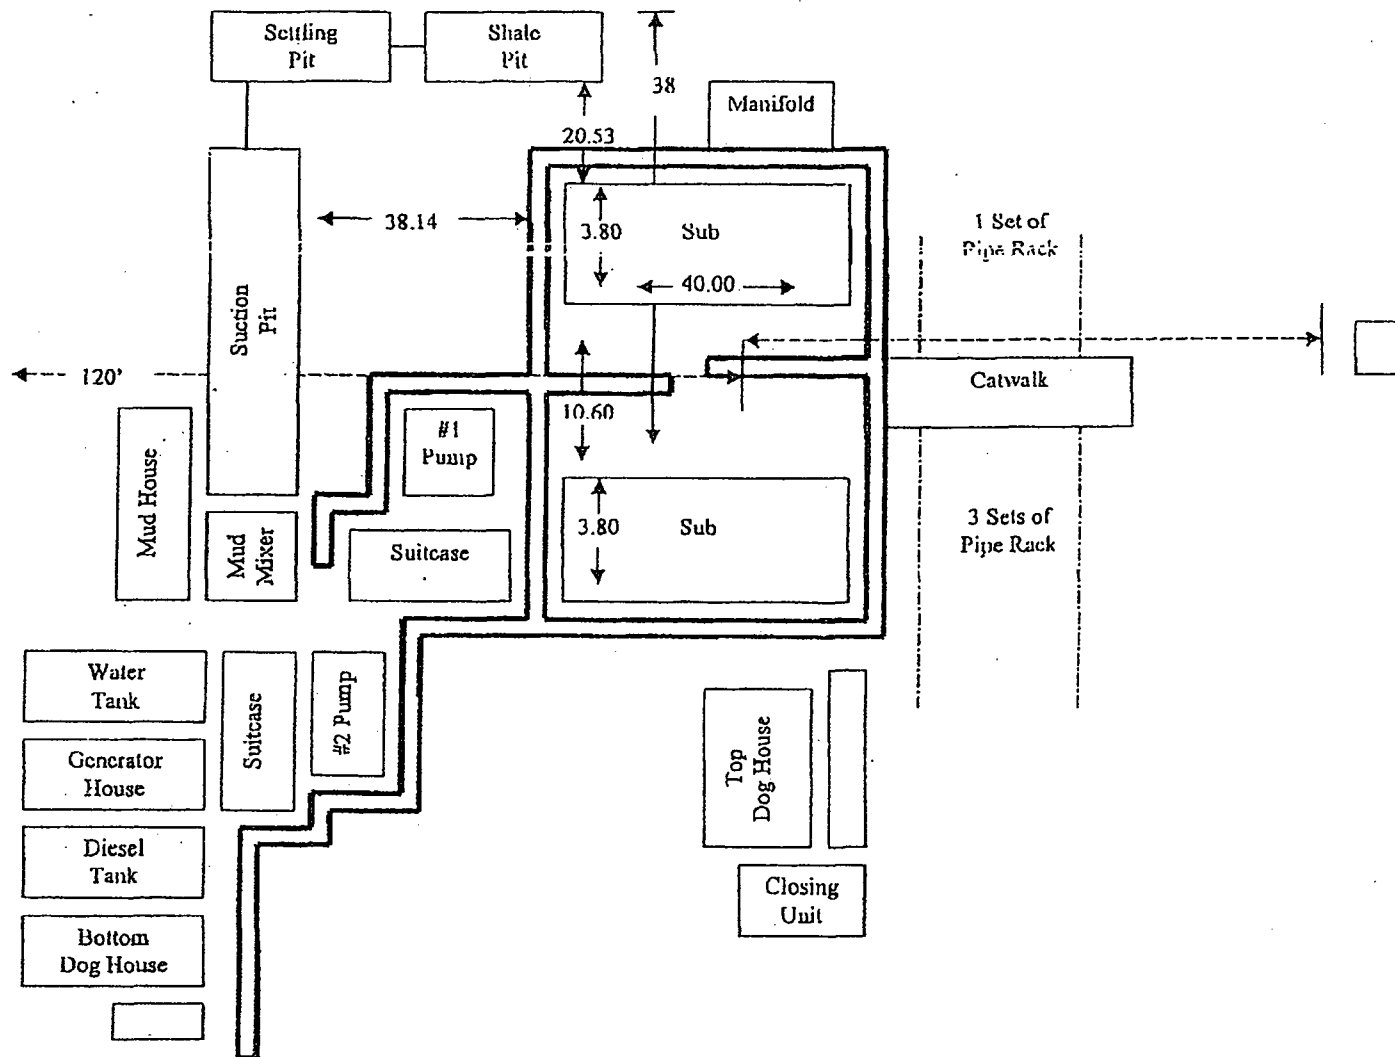 Settling
Pit
Shale
Pit
38
Manifold
20.53
38.14
3.80
Sub
40.00
1 Set of
Pipe Rack
Suction
Pit
120'
Catwalk
10.60
#1
Pump
Mud House
Mud
Mixer
Suitcase
3.80
Sub
3 Sets of
Pipe Rack
Water
Tank
Suitcase
#2 Pump
Generator
House
Top
Dog House
Diesel
Tank
Closing
Unit
Bottom
Dog House